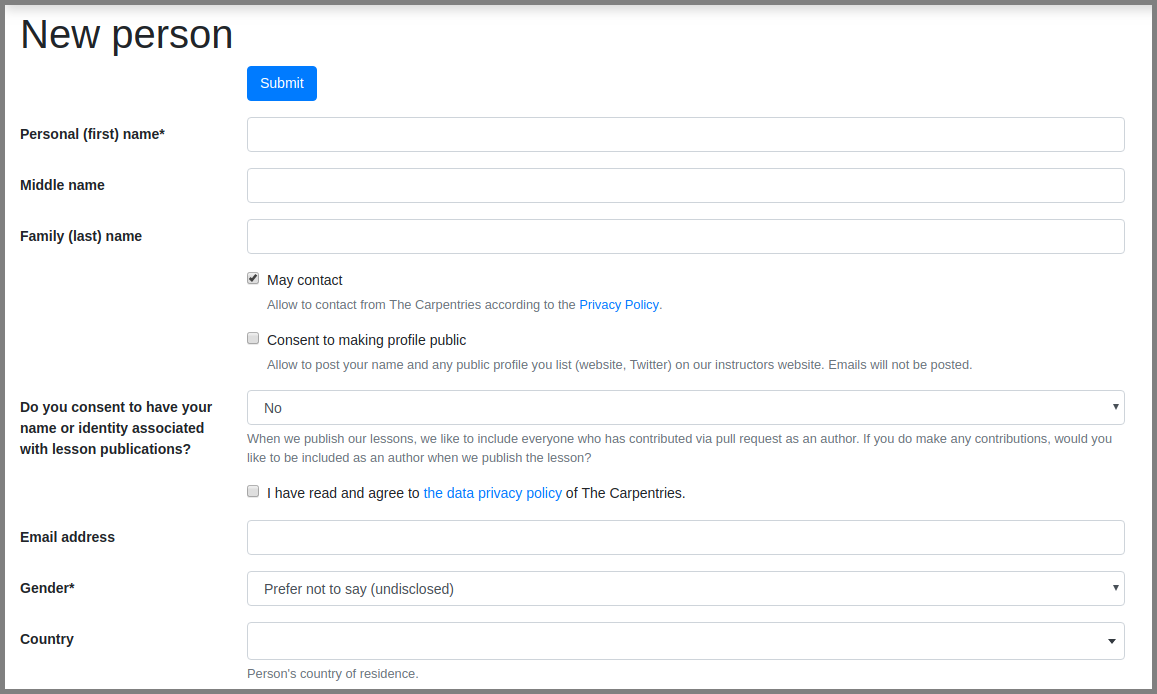 New person
Submit
Personal (first) name*
Middle name
Family (last) name
May contact
Allow to contact from The Carpentries according to the Privacy Policy.
Consent to making profile public
Allow to post your name and any public profile you list (website, Twitter) on our instructors website. Emails will not be posted.
Do you consent to have your
name or identity associated
with lesson publications?
No
When we publish our lessons, we like to include everyone who has contributed via pull request as an author. If you do make any contributions, would you
like to be included as an author when we publish the lesson?
I have read and agree to the data privacy policy of The Carpentries.
Email address
Gender*
Prefer not to say (undisclosed)
Country
Person's country of residence.